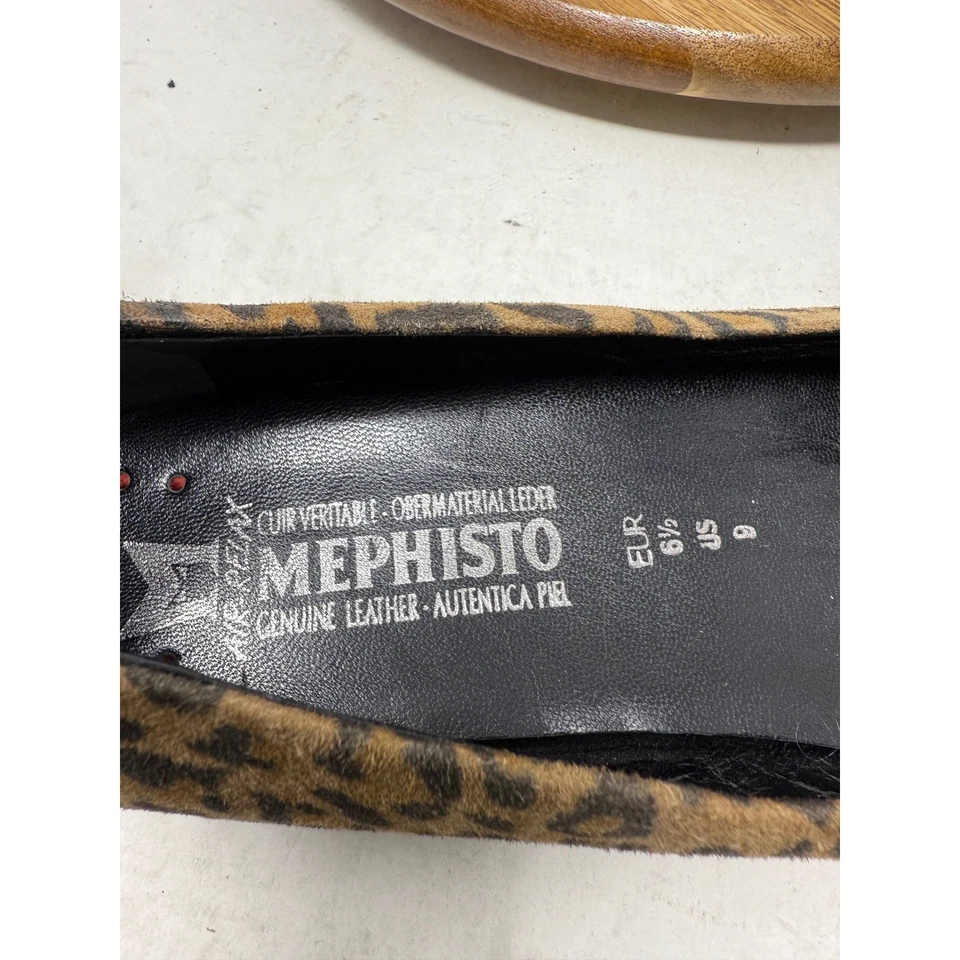 CUIR VERITABLE - OBERMATERIAL LEDER
MEPHISTO
GENUINE LEATHER - AUTENTICA PIEL
AIR-RELAX
EUR
6½
US
9